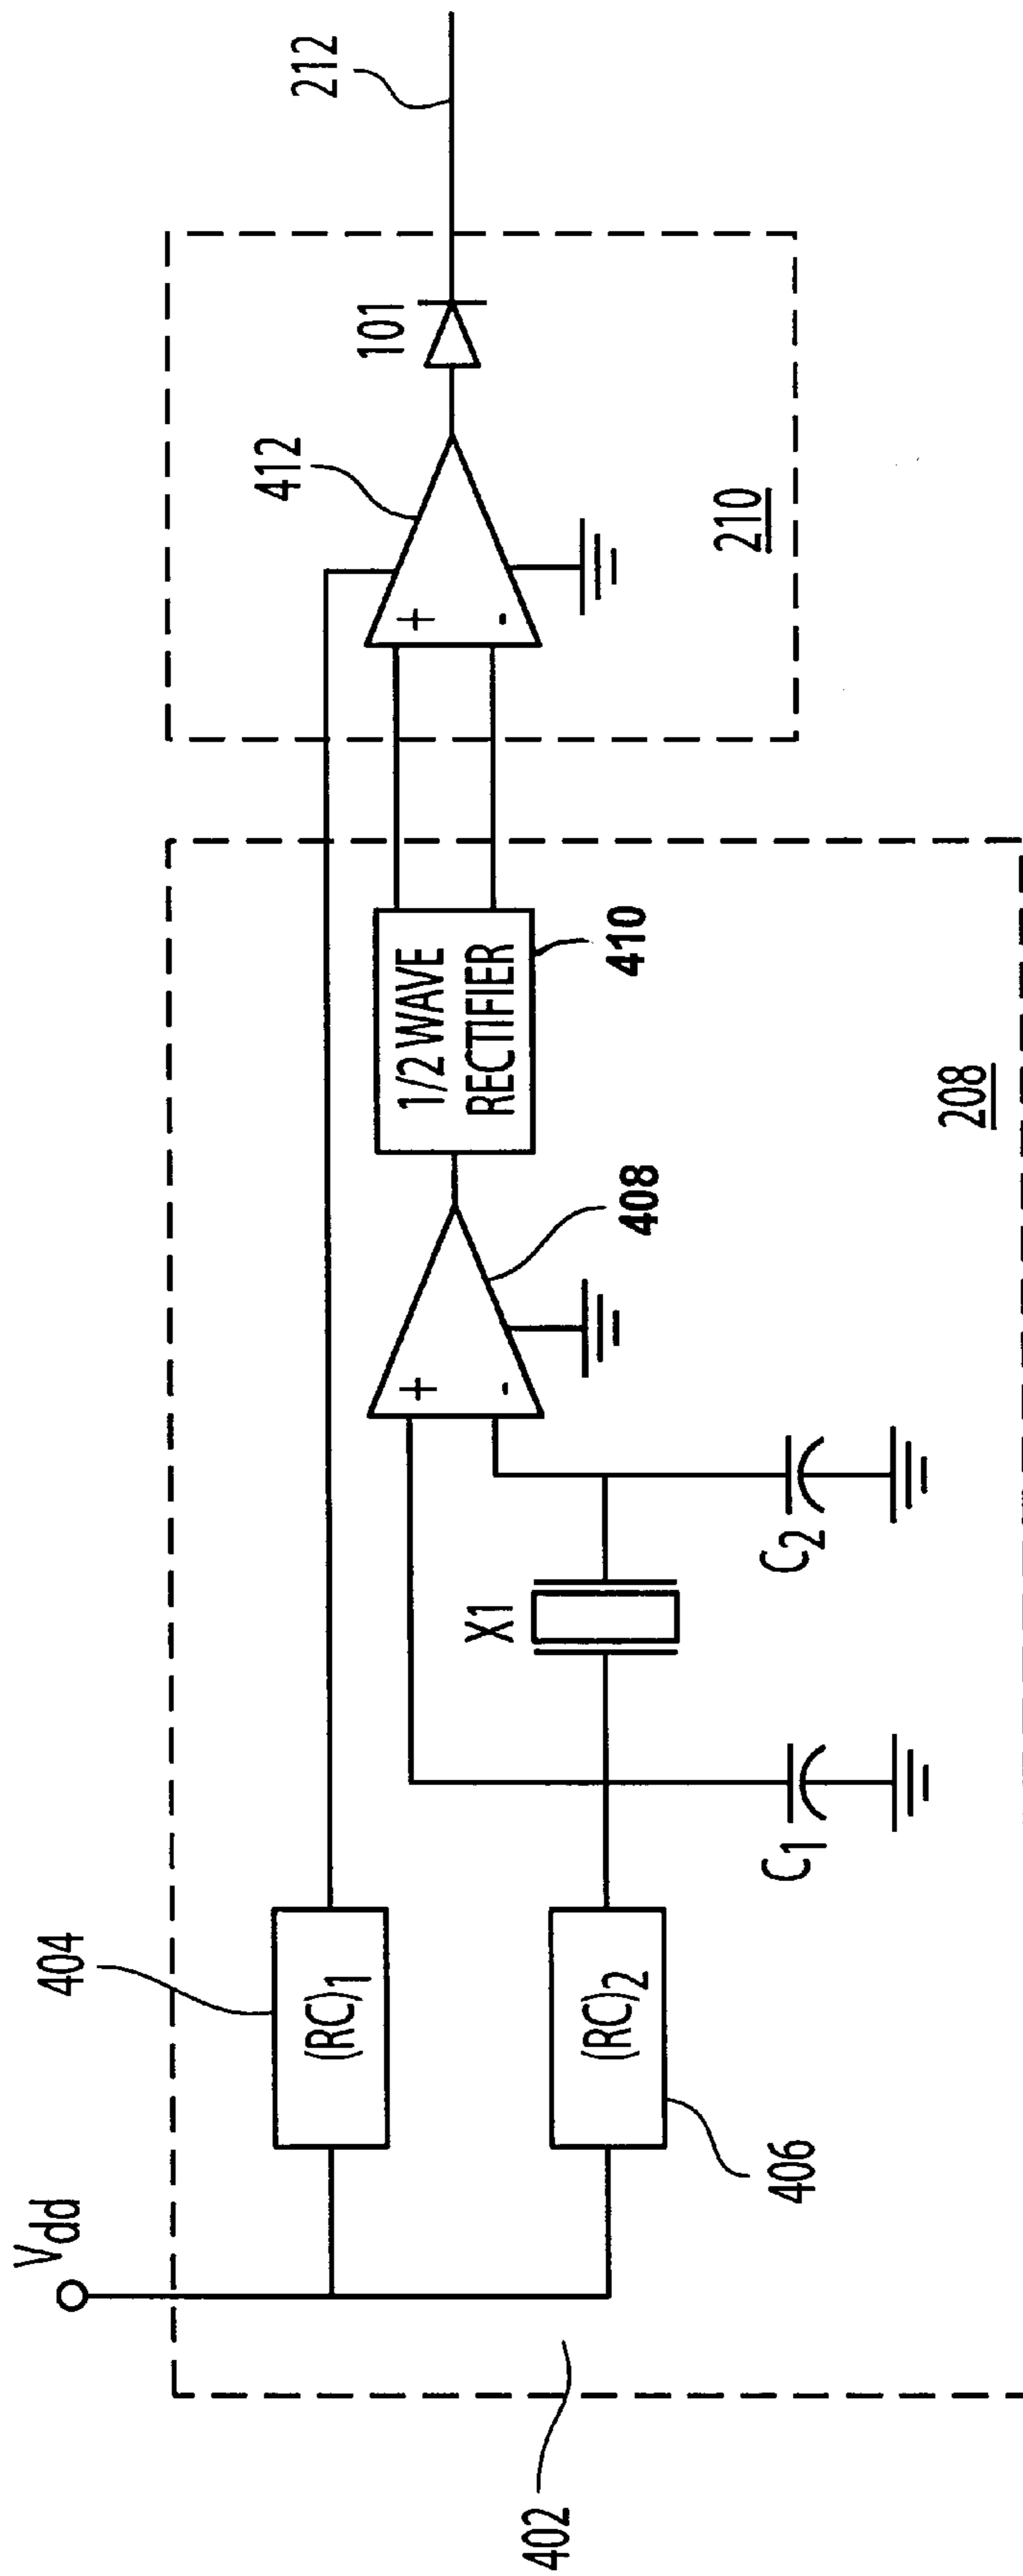 Vdd
402
404
(RC)1
(RC)2
406
C1
X1
C2
+
-
408
1/2 WAVE
RECTIFIER
410
208
412
+
-
101
210
212